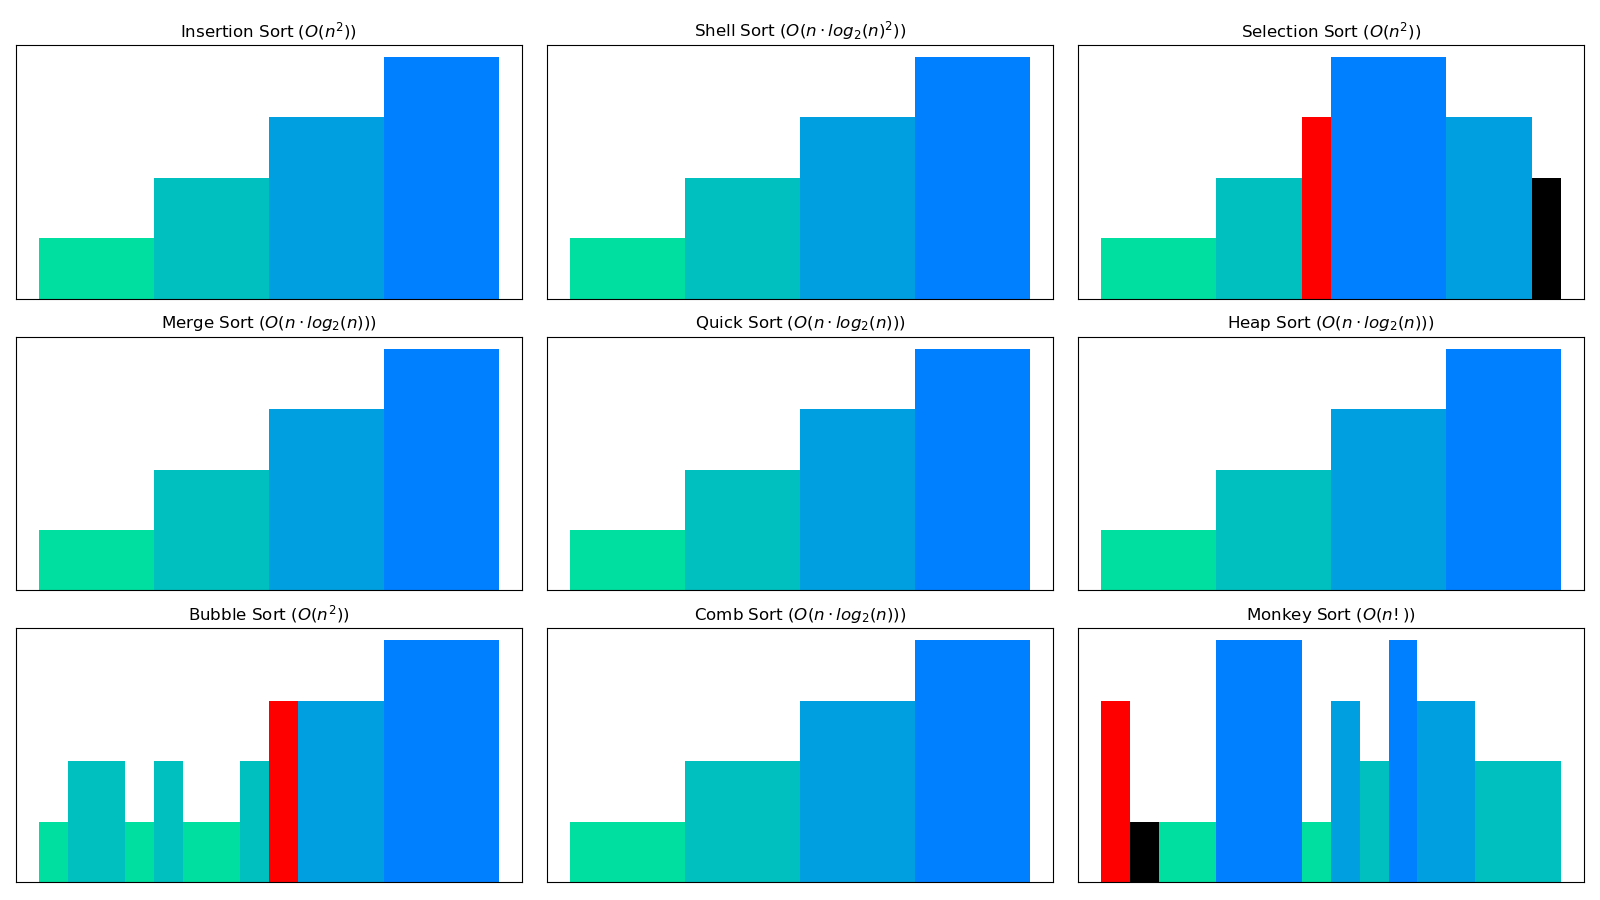 Insertion Sort (O(n²))
Shell Sort (O(n · log₂(n)²))
Selection Sort (O(n²))
Merge Sort (O(n · log₂(n)))
Quick Sort (O(n · log₂(n)))
Heap Sort (O(n · log₂(n)))
Bubble Sort (O(n²))
Comb Sort (O(n · log₂(n)))
Monkey Sort (O(n!))